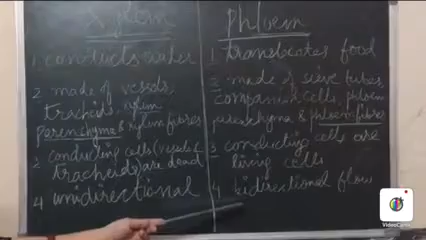 Xylem
1. conducts water
2. made of vessels,
tracheids, xylem
parenchyma & xylem fibres
3 conducting cells (vessels &
tracheids) are dead
4 unidirectional
Phloem
1. translocates food
2. made of sieve tubes,
companion cells, phloem
parenchyma & phloem fibres
3 conducting cells are
living cells
4 bidirectional flow
VideoCam